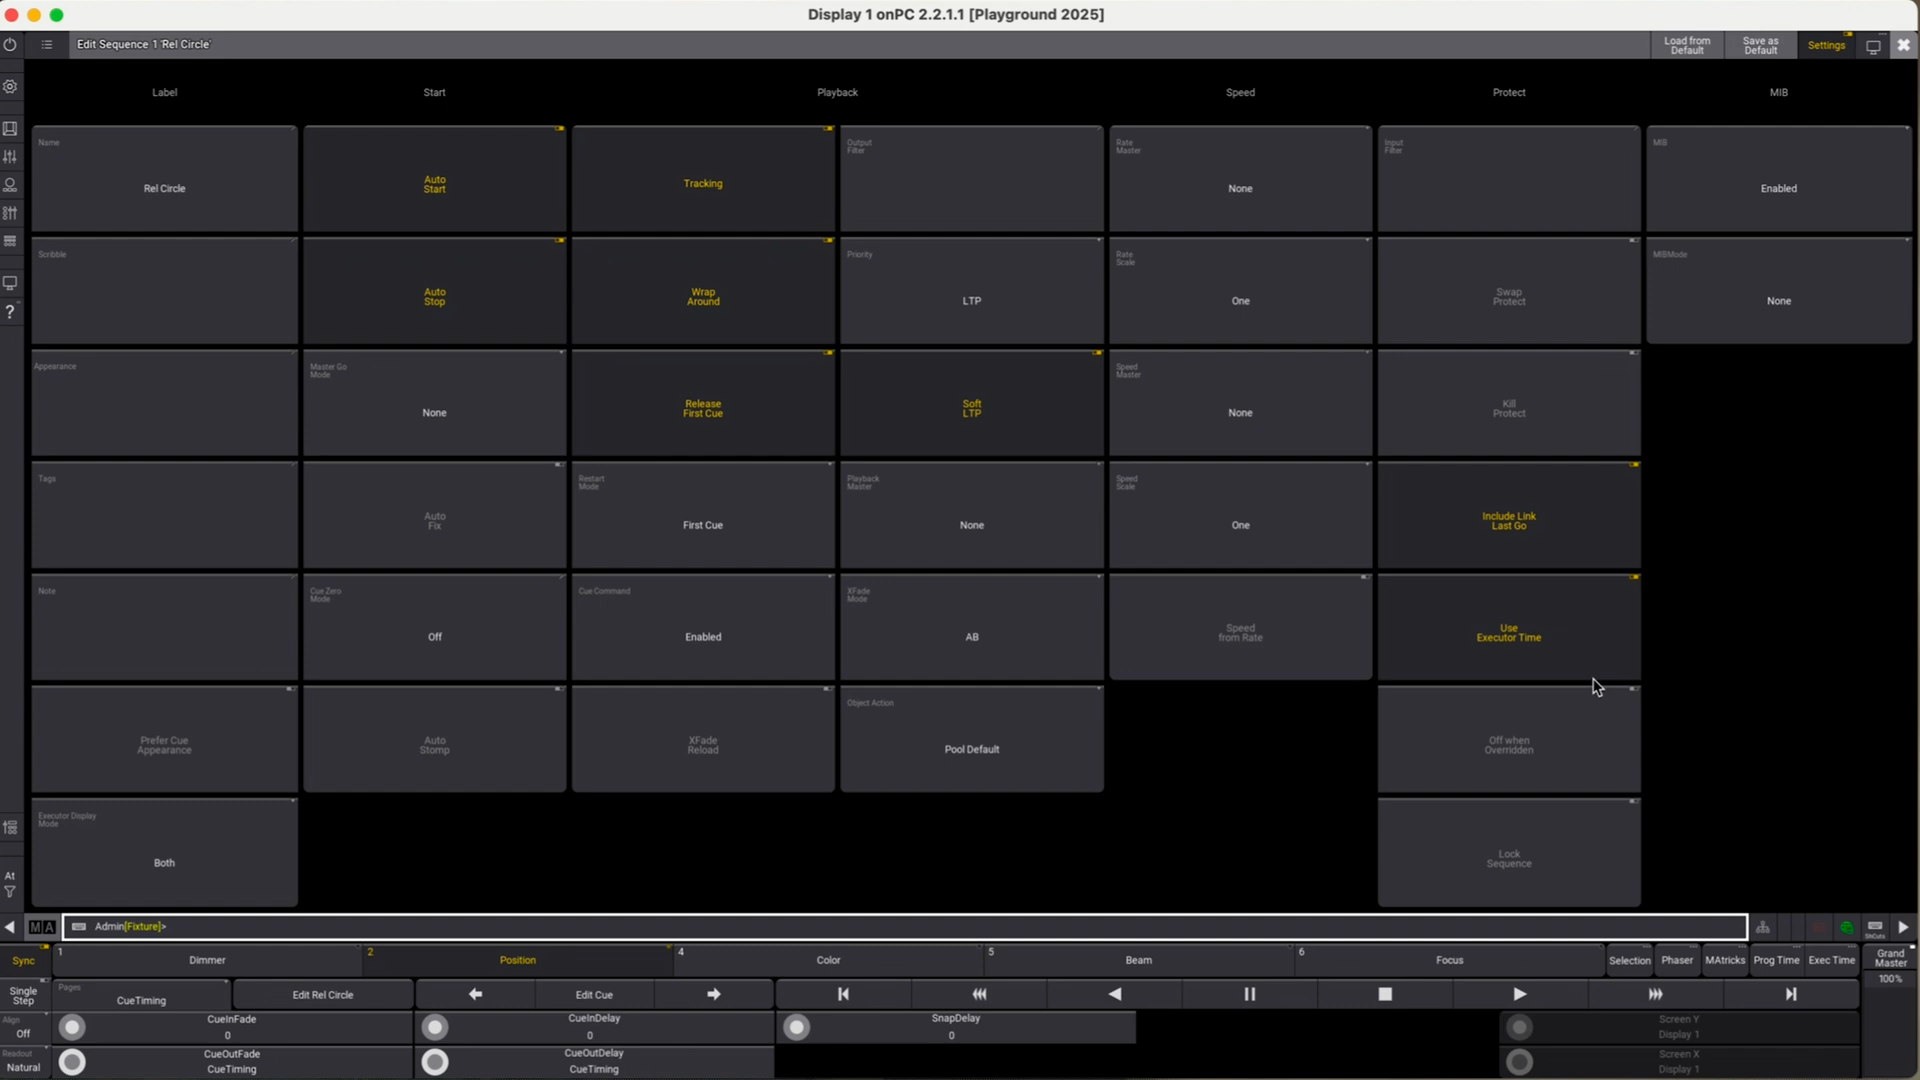 Display 1 onPC 2.2.1.1 [Playground 2025]
Edit Sequence 1 'Rel Circle'
Load from
Default
Save as
Default
Settings
Label
Start
Playback
Speed
Protect
MIB
Name
Rel Circle
Auto
Start
Tracking
Output
Filter
Rate
Master
None
Input
Filter
MIB
Enabled
Scribble
Auto
Stop
Wrap
Around
Priority
LTP
Rate
Scale
One
Swap
Protect
MIBMode
None
Appearance
Master Go
Mode
None
Release
First Cue
Soft
LTP
Speed
Master
None
Kill
Protect
Tags
Auto
Fix
Restart
Mode
First Cue
Playback
Master
None
Speed
Scale
One
Include Link
Last Go
Note
Cue Zero
Mode
Off
Cue Command
Enabled
XFade
Mode
AB
Speed
from Rate
Use
Executor Time
Prefer Cue
Appearance
Auto
Stomp
XFade
Reload
Object Action
Pool Default
Off when
Overridden
Executor Display
Mode
Both
Lock
Sequence
At
MA
Admin[Fixture]>
ShCuts
Sync
1
Dimmer
2
Position
4
Color
5
Beam
6
Focus
Selection
Phaser
MAtricks
Prog Time
Exec Time
Grand
Master
100%
Single
Step
Pages
CueTiming
Edit Rel Circle
Edit Cue
Align
Off
CueInFade
0
CueInDelay
0
SnapDelay
0
Screen Y
Display 1
Readout
Natural
CueOutFade
CueTiming
CueOutDelay
CueTiming
Screen X
Display 1